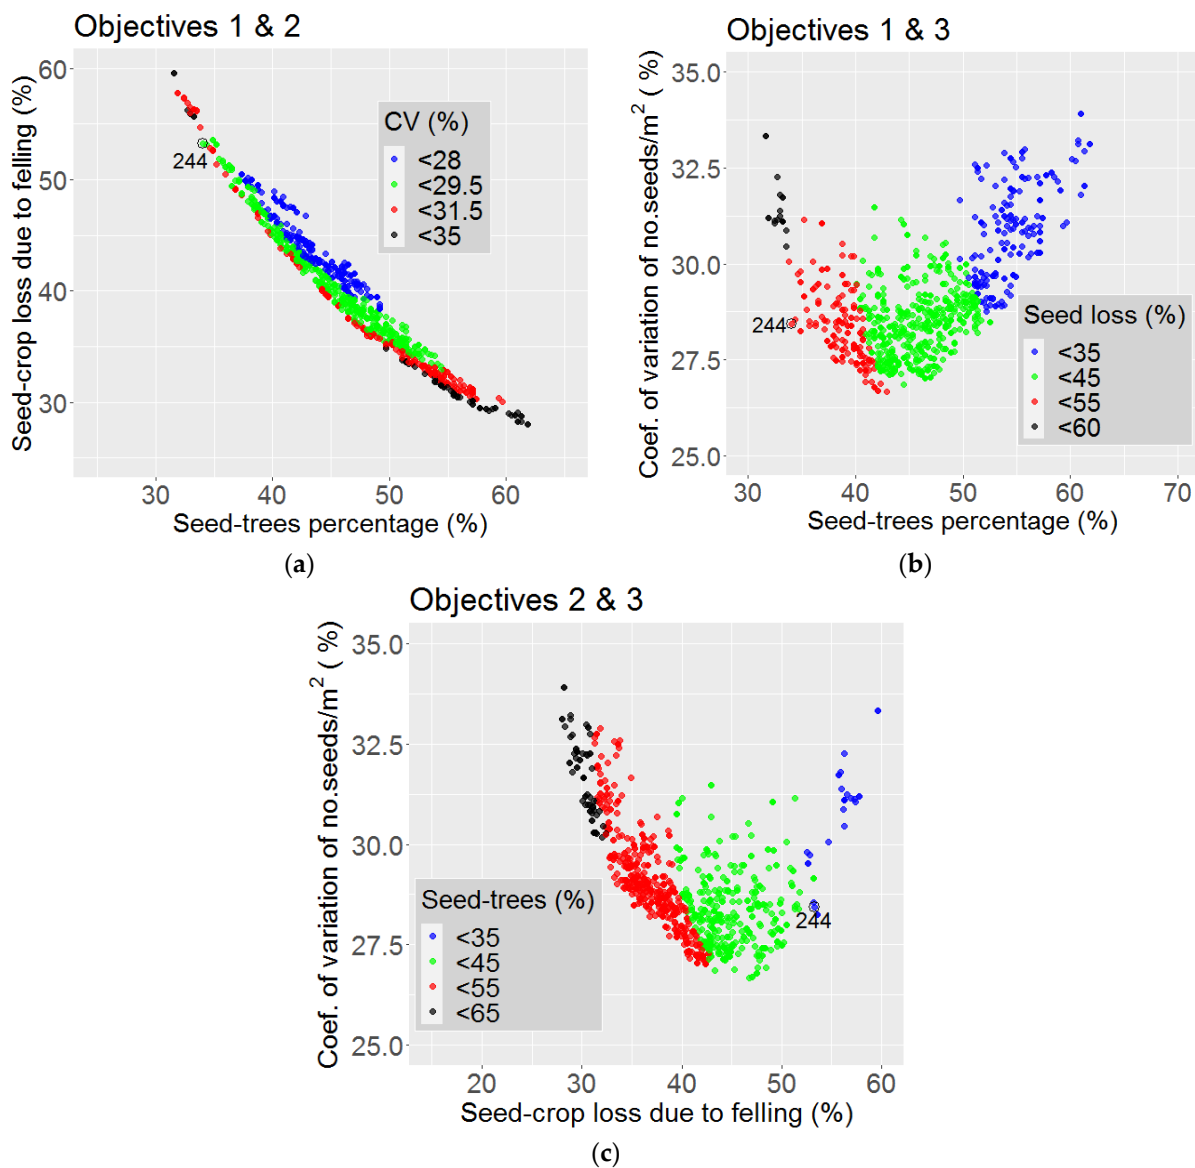 Objectives 1 & 2
Seed-crop loss due to felling (%)
60
50
40
30
244
CV (%)
<28
<29.5
<31.5
<35
30 40 50 60
Seed-trees percentage (%)
(a)
Objectives 1 & 3
Coef. of variation of no.seeds/m² ( %)
35.0
32.5
30.0
27.5
25.0
244
Seed loss (%)
<35
<45
<55
<60
30 40 50 60 70
Seed-trees percentage (%)
(b)
Objectives 2 & 3
Coef. of variation of no.seeds/m² ( %)
35.0
32.5
30.0
27.5
25.0
244
Seed-trees (%)
<35
<45
<55
<65
20 30 40 50 60
Seed-crop loss due to felling (%)
(c)